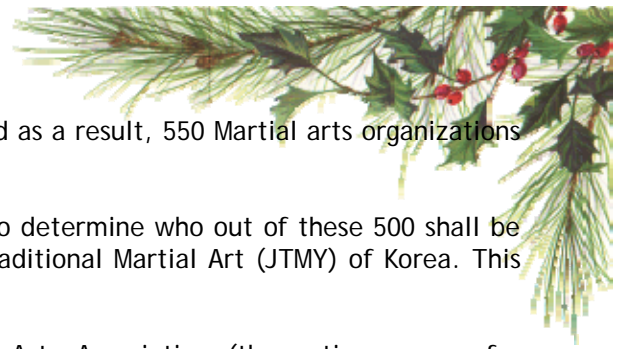 d as a result, 550 Martial arts organizations
o determine who out of these 500 shall be
aditional Martial Art (JTMY) of Korea. This